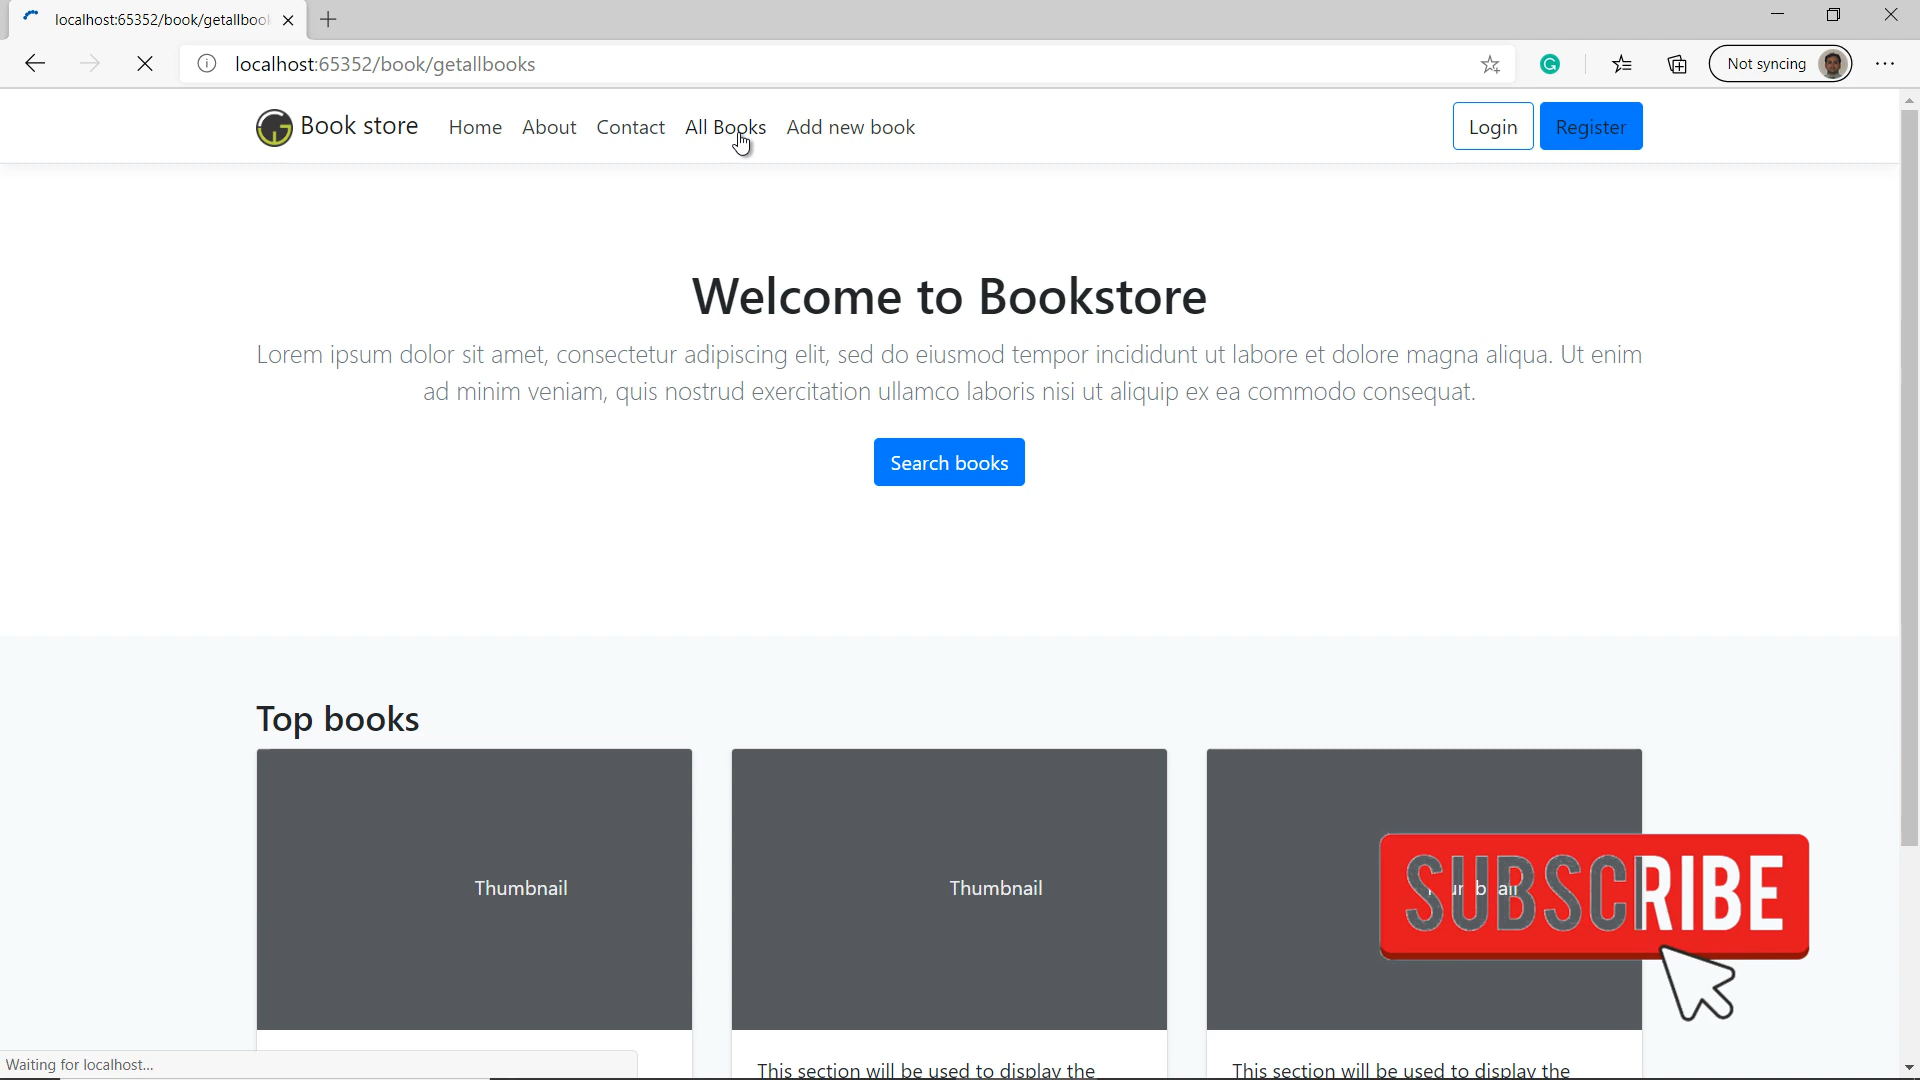 localhost:65352/book/getallbool
localhost:65352/book/getallbooks
Not syncing
Book store
Home
About
Contact
All Books
Add new book
Login
Register
Welcome to Bookstore
Lorem ipsum dolor sit amet, consectetur adipiscing elit, sed do eiusmod tempor incididunt ut labore et dolore magna aliqua. Ut enim
ad minim veniam, quis nostrud exercitation ullamco laboris nisi ut aliquip ex ea commodo consequat.
Search books
Top books
Thumbnail
Thumbnail
SUBSCRIBE
This section will be used to display the
This section will be used to display the
Waiting for localhost...